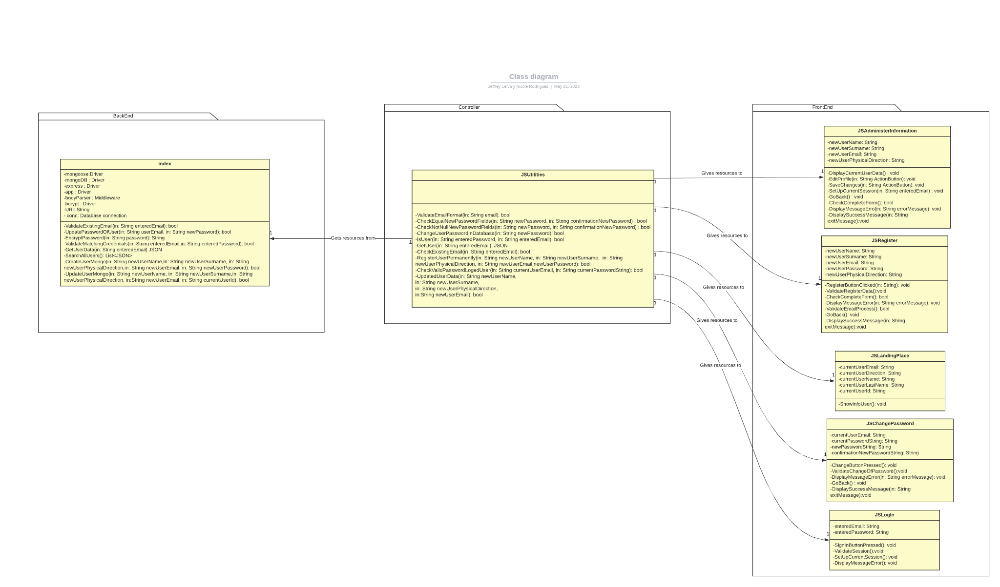 Class diagram
Jeffrey Leiva y Nicole Rodriguez | May 21, 2023
BackEnd
index
-mongoose:Driver
-mongoDB : Driver
-express : Driver
-app : Driver
-bodyParser : Middleware
-bcrypt : Driver
-URI: String
- conn: Database connection
-ValidateExistingEmail(in: String enteredEmail): bool
-UpdatePasswordOfUser(in: String userEmail, in: String newPassword): bool
-EncryptPassword(in: String password): String
-ValidateMatchingCredentials(in: String enteredEmail,in: String enteredPassword): bool
-GetUserData(in: String enteredEmail) JSON
-SearchAllUsers(): List<JSON>
-CreateUserMongo(in: String newUserName,in: String newUserSurname, in: String
newUserPhysicalDirection,in: String newUserEmail, in: String newUserPassword): bool
-UpdateUserMongo(in: String newUserName, in: String newUserSurname,in: String
newUserPhysicalDirection, in:String newUserEmail, in: String currentUserId): bool
1
Gets resources from
1
Controller
JSUtilities
-ValidateEmailFormat(in: String email): bool
-CheckEqualNewPasswordFields(in: String newPassword, in: String confirmationNewPassword) : bool
-CheckNotNullNewPasswordFields(in: String newPassword, in: String confirmationNewPassword) : bool
-ChangeUserPasswordInDatabase(in: String newPassword): bool
-IsUser(in: String enteredPassword, in: String enteredEmail): bool
-GetUser(in: String enteredEmail): JSON
-CheckExistingEmail(in :String enteredEmail): bool
-RegisterUserPermanently(in: String newUserName, in: String newUserSurname, in: String
newUserPhysicalDirection, in: String newUserEmail,newUserPassword): bool
-CheckValidPasswordLogedUser(in: String currentUserEmail, in: String currentPasswordString): bool
-UpdatedUserData(in: String newUserName,
in: String newUserSurname,
in: String newUserPhysicalDirection,
in:String newUserEmail): bool
1
Gives resources to
1
1
Gives resources to
1
1
Gives resources to
1
1
Gives resources to
1
1
Gives resources to
1
FrontEnd
JSAdministerInformation
-newUserName: String
-newUserSurname: String
-newUserEmail: String
-newUserPhysicalDirection: String
-DisplayCurrentUserData() : void
-EditProfile(in: String ActionButton): void
-SaveChanges(in: String ActionButton): void
-SetUpCurrentSession(in: String enteredEmail) : void
-GoBack() : void
-CheckCompleteForm(): bool
-DisplayMessageErro(in: String errorMessage): void
-DisplaySuccessMessage(in: String
exitMessage):void
JSRegister
-newUserName: String
-newUserSurname: String
-newUserEmail: String
-newUserPassword: String
-newUserPhysicalDirection: String
-RegisterButtonClicked(in: String): void
-ValidateRegisterData():void
-CheckCompleteForm(): bool
-DisplayMessageError(in: String errorMessage): void
-ValidateEmailProcess(): bool
-GoBack(): void
-DisplaySuccessMessage(in: String
exitMessage):void
JSLandingPlace
-currentUserEmail: String
-currentUserDirection: String
-currentUserName: String
-currentUserLastName: String
-currentUserId: String
-ShowInfoUser(): void
JSChangePassword
-currentUserEmail: String
-currentPasswordString: String
-newPasswordString: String
-confirmationNewPasswordString: String
-ChangeButtonPressed(): void
-ValidateChangeOfPassword():void
-DisplayMessageError(in: String errorMessage): void
-GoBack() : void
-DisplaySuccessMessage(in: String
exitMessage):void
JSLogIn
-enteredEmail: String
-enteredPassword: String
-SignInButtonPressed(): void
-ValidateSession():void
-SetUpCurrentSession(): void
-DisplayMessageError(): void